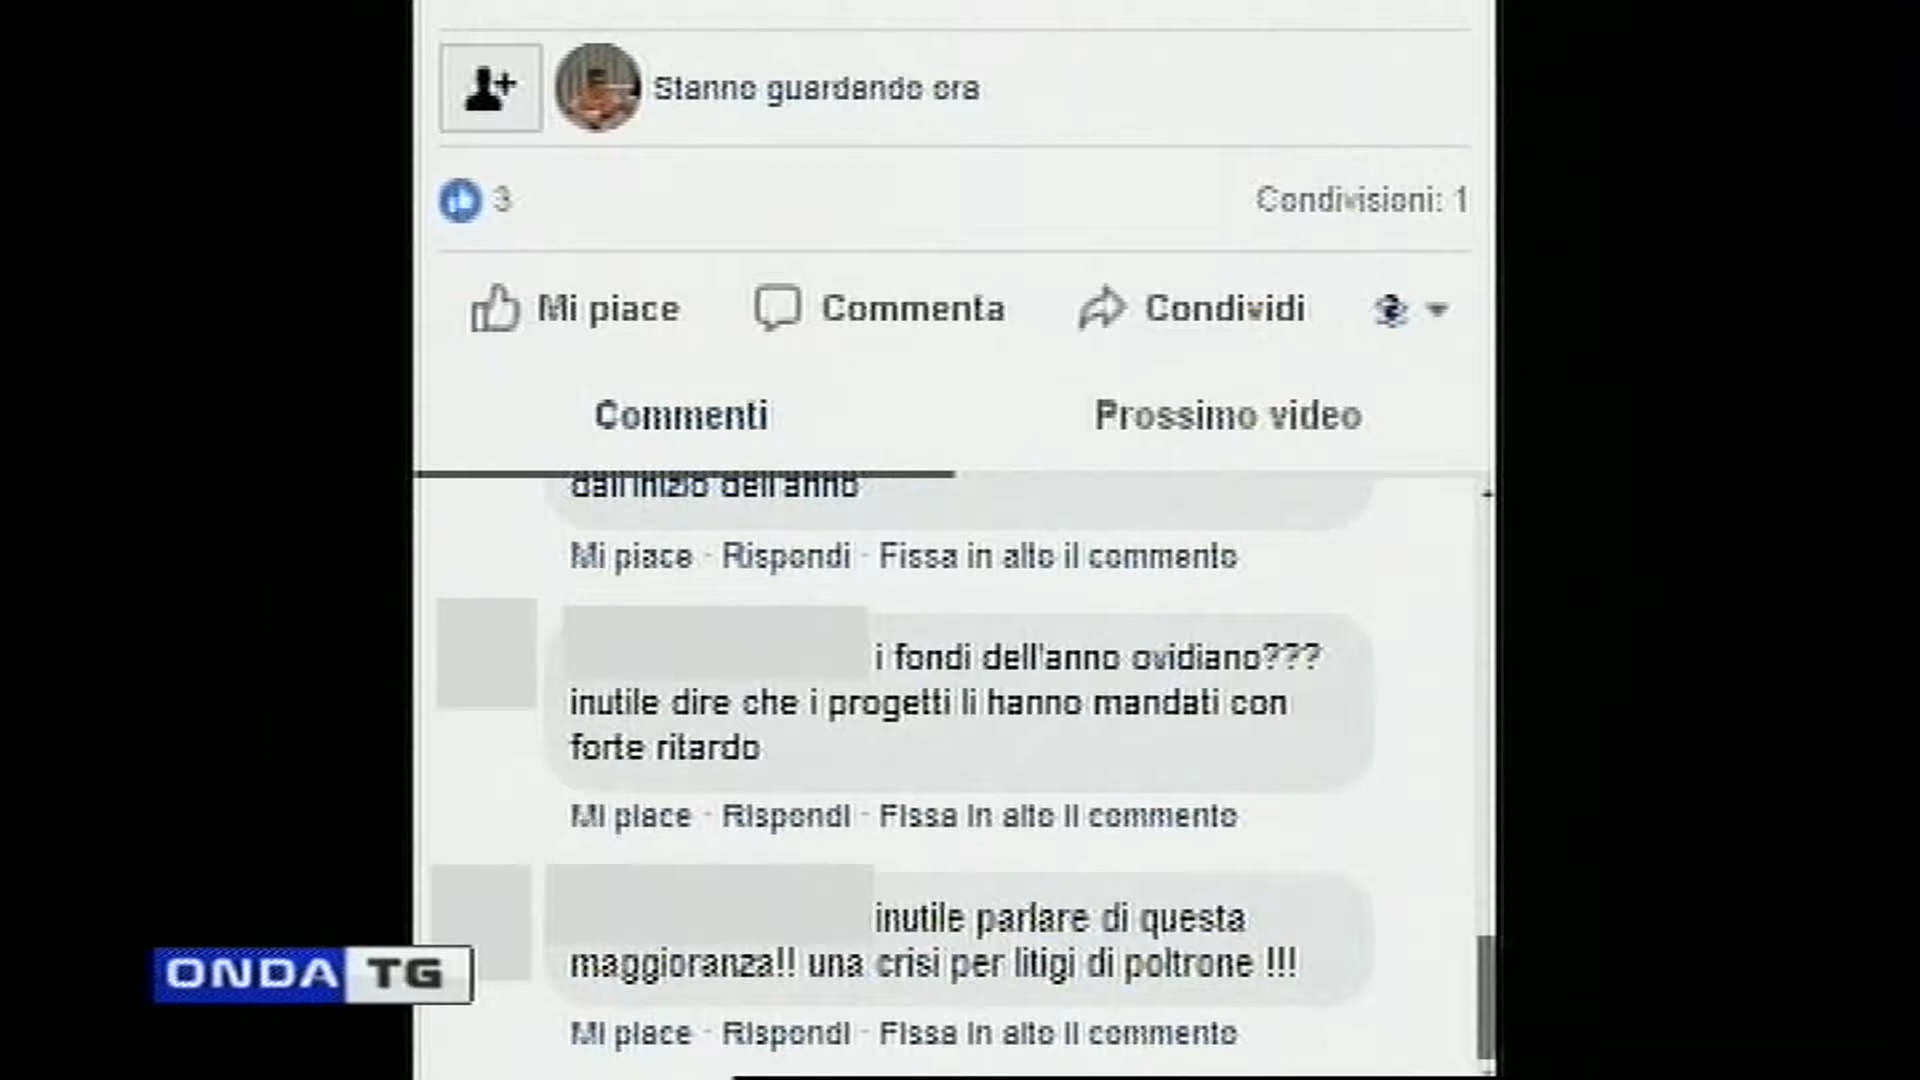 Stanno guardando ora
3
Condivisioni: 1
Mi piace
Commenta
Condividi
Commenti
Prossimo video
dall'inizio dell'anno
Mi piace · Rispondi · Fissa in alto il commento
i fondi dell'anno ovidiano???
inutile dire che i progetti li hanno mandati con
forte ritardo
Mi piace · Rispondi · Fissa in alto il commento
inutile parlare di questa
maggioranza!! una crisi per litigi di poltrone !!!
Mi piace · Rispondi · Fissa in alto il commento
ONDA TG